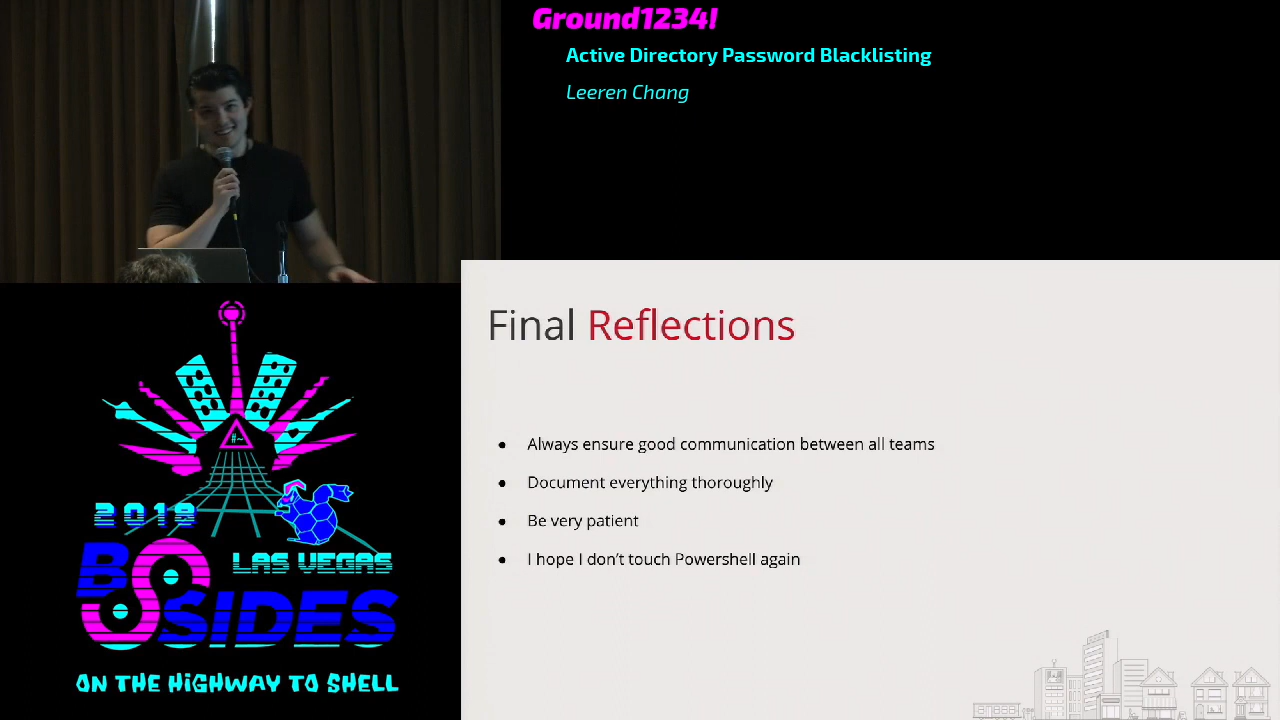 Ground1234!
Active Directory Password Blacklisting
Leeren Chang
Final Reflections
● Always ensure good communication between all teams
● Document everything thoroughly
● Be very patient
● I hope I don't touch Powershell again
#~
2018
BSIDES
LAS VEGAS
ON THE HIGHWAY TO SHELL